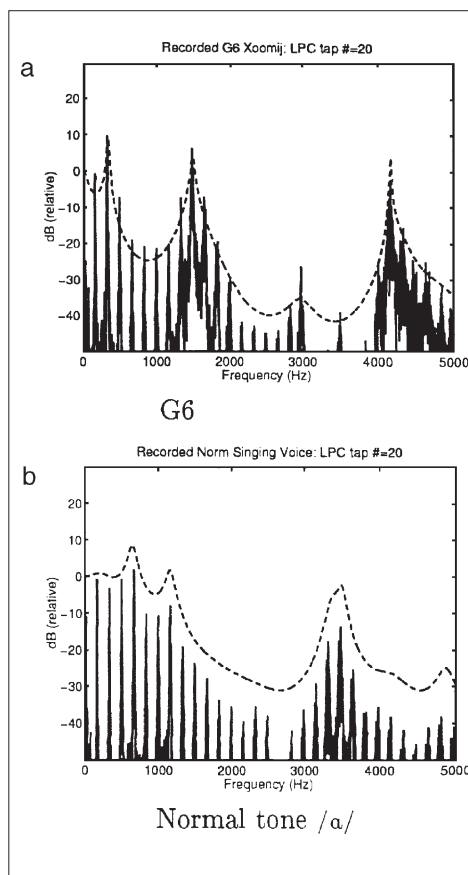 Recorded G6 Xoomij: LPC tap #=20
a
30
20
10
0
−10
−20
−30
−40
dB (relative)
0 1000 2000 3000 4000 5000
Frequency (Hz)
G6
Recorded Norm Singing Voice: LPC tap #=20
b
30
20
10
0
−10
−20
−30
−40
dB (relative)
0 1000 2000 3000 4000 5000
Frequency (Hz)
Normal tone /a/